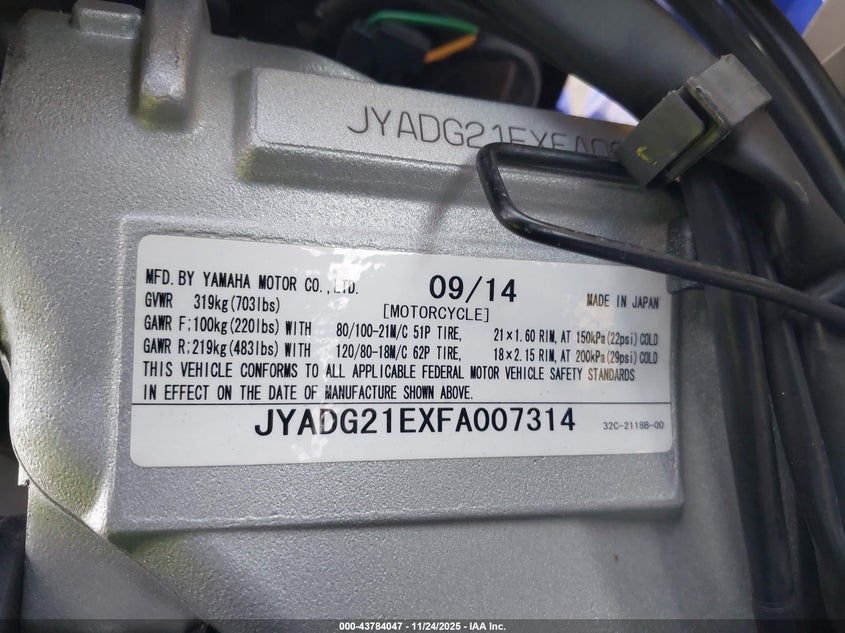 JYADG21EXFA00
MFD. BY YAMAHA MOTOR CO., LTD. 09/14 MADE IN JAPAN
GVWR 319kg(703lbs) [MOTORCYCLE]
GAWR F:100kg(220lbs) WITH 80/100-21M/C 51P TIRE, 21×1.60 RIM, AT 150kPa(22psi) COLD
GAWR R:219kg(483lbs) WITH 120/80-18M/C 62P TIRE, 18×2.15 RIM, AT 200kPa(29psi) COLD
THIS VEHICLE CONFORMS TO ALL APPLICABLE FEDERAL MOTOR VEHICLE SAFETY STANDARDS
IN EFFECT ON THE DATE OF MANUFACTURE SHOWN ABOVE.
JYADG21EXFA007314 32C-2118B-00
000-43784047 - 11/24/2025 - IAA Inc.